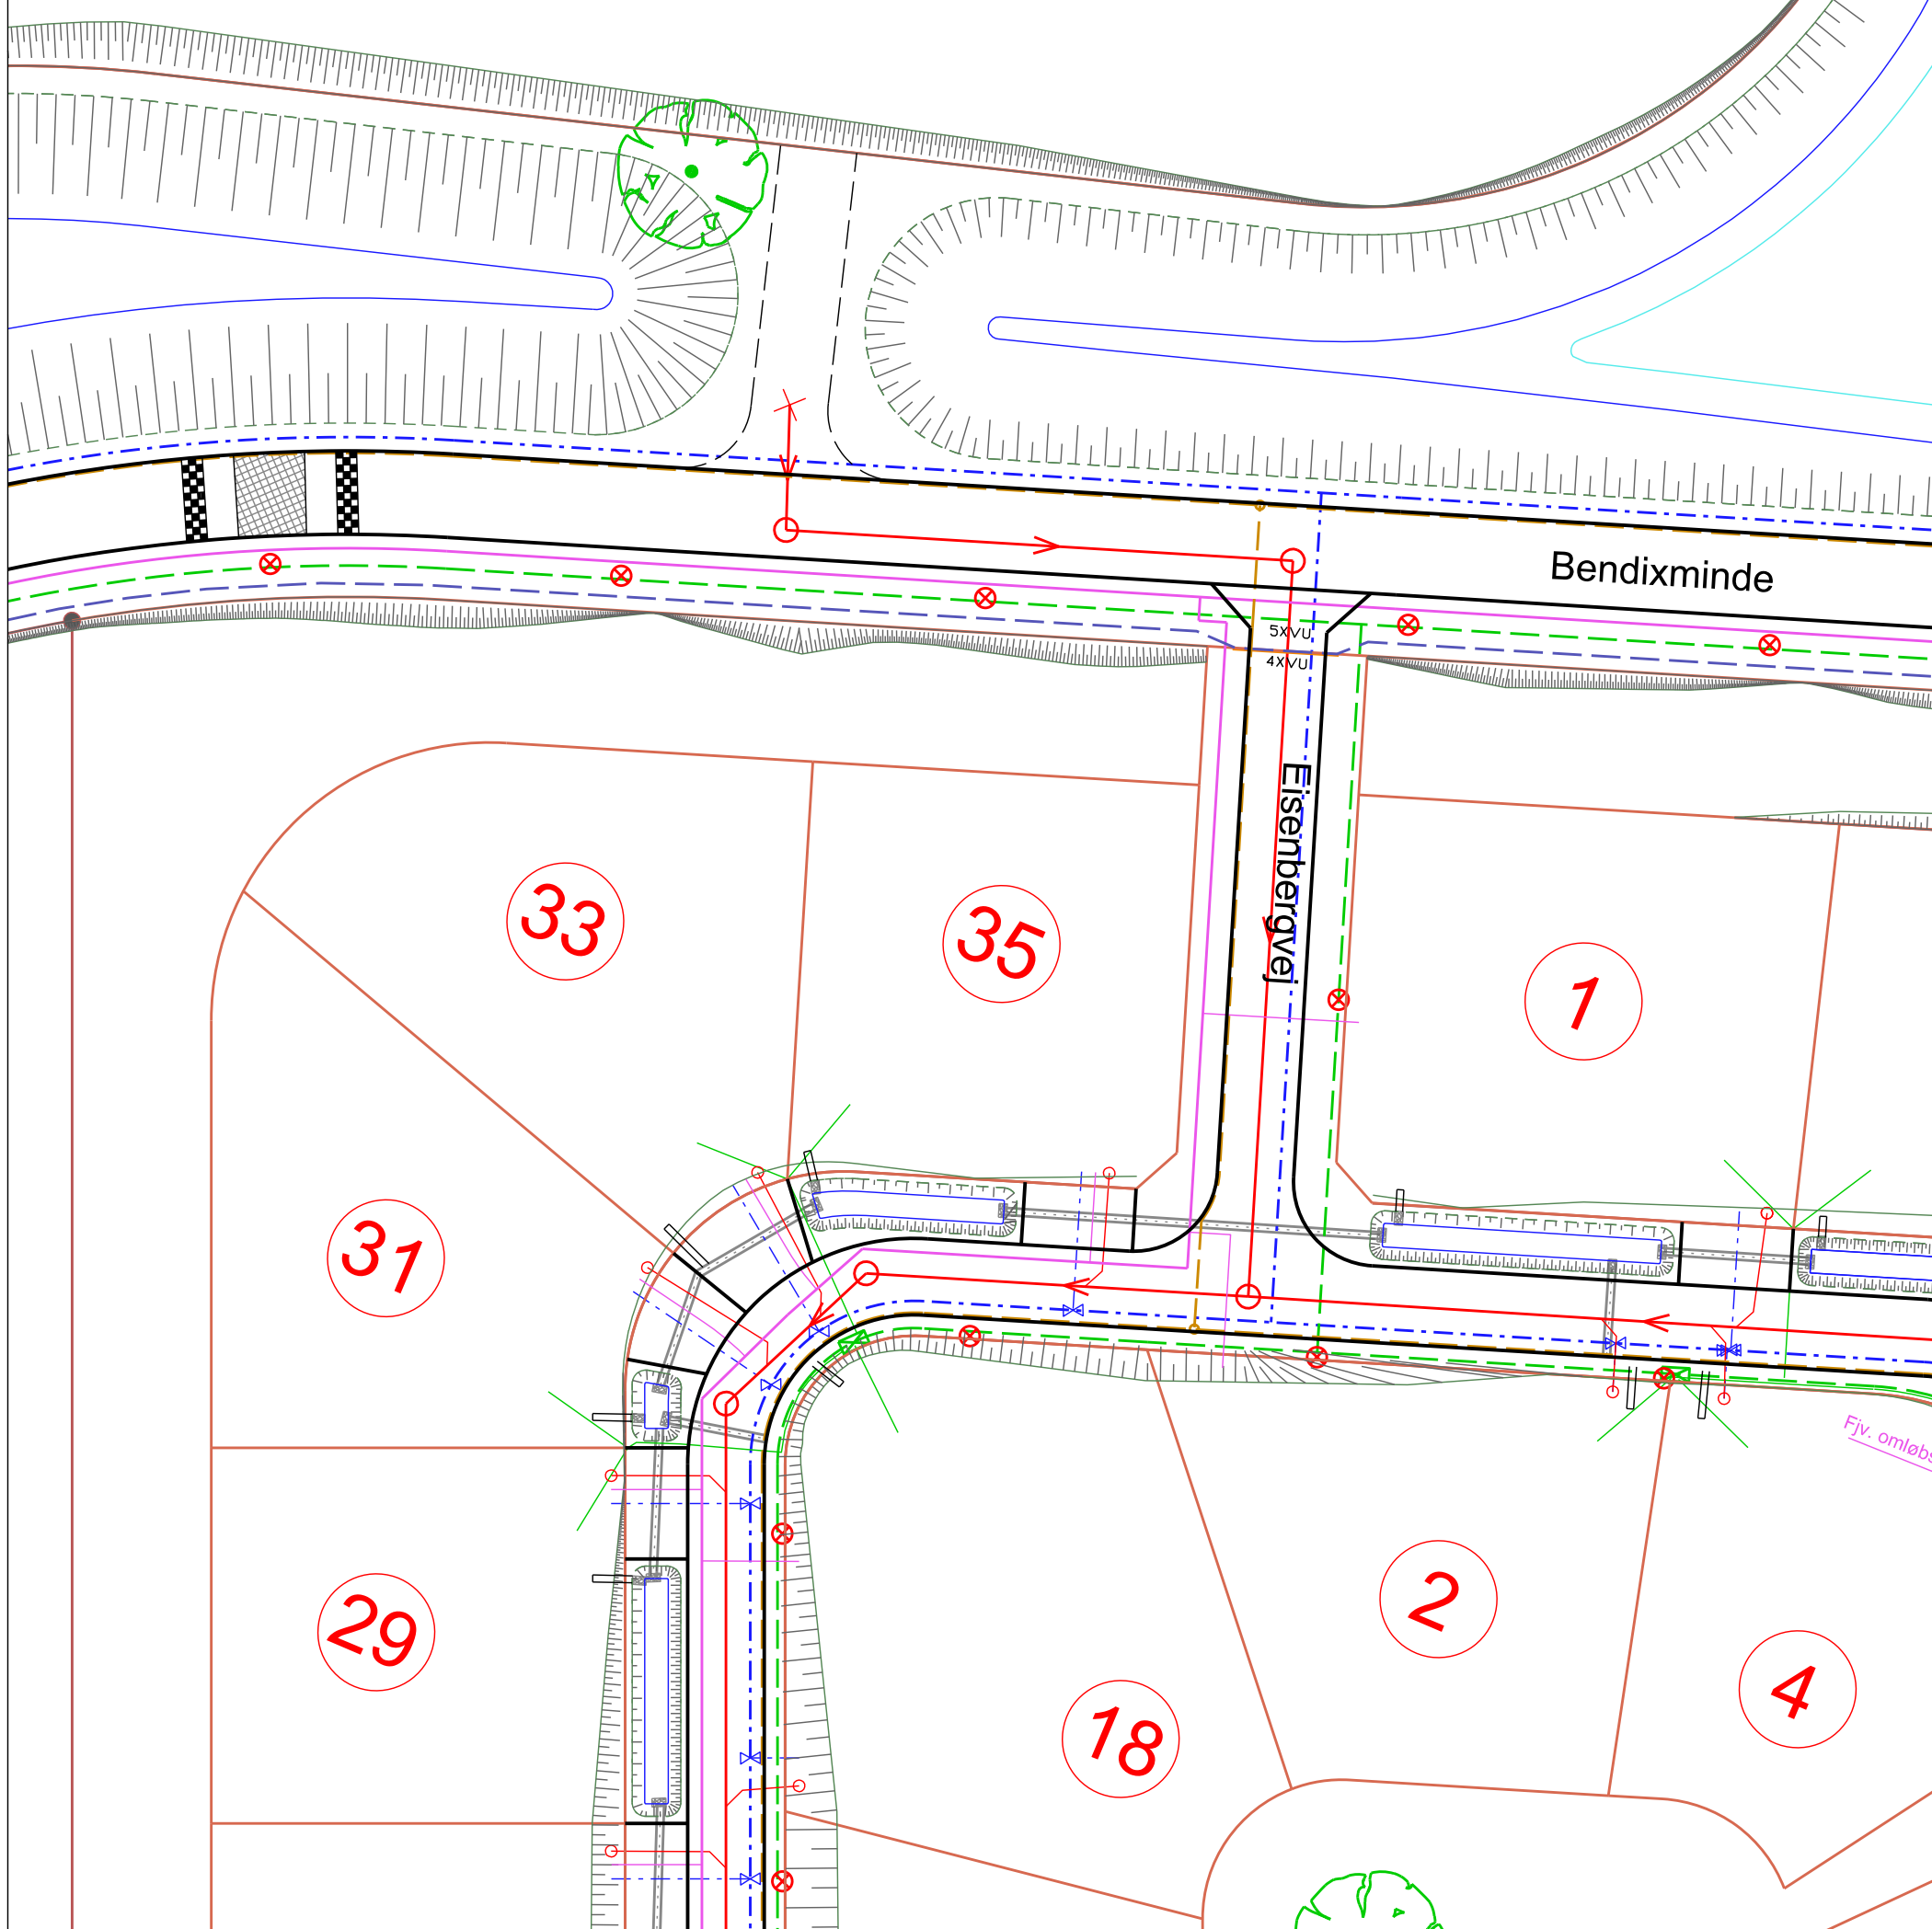 Bendixminde
5XVU
4XVU
Eisenbergvej
33
35
1
31
29
2
18
4
Fjv. omløbs